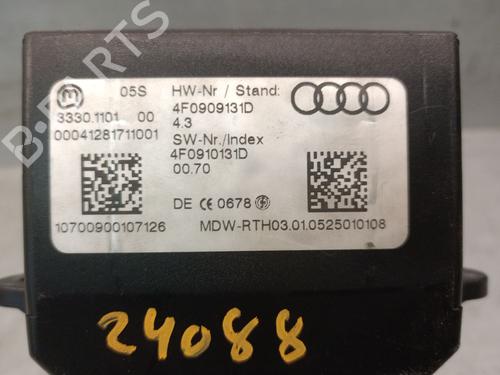 B-PARTS
m 05S HW-Nr / Stand:
3330.1101 00 4F0909131D
00041281711001 4.3
SW-Nr./Index
4F0910131D
00.70
DE CE 0678
10700900107126 MDW-RTH03.01.0525010108
24088